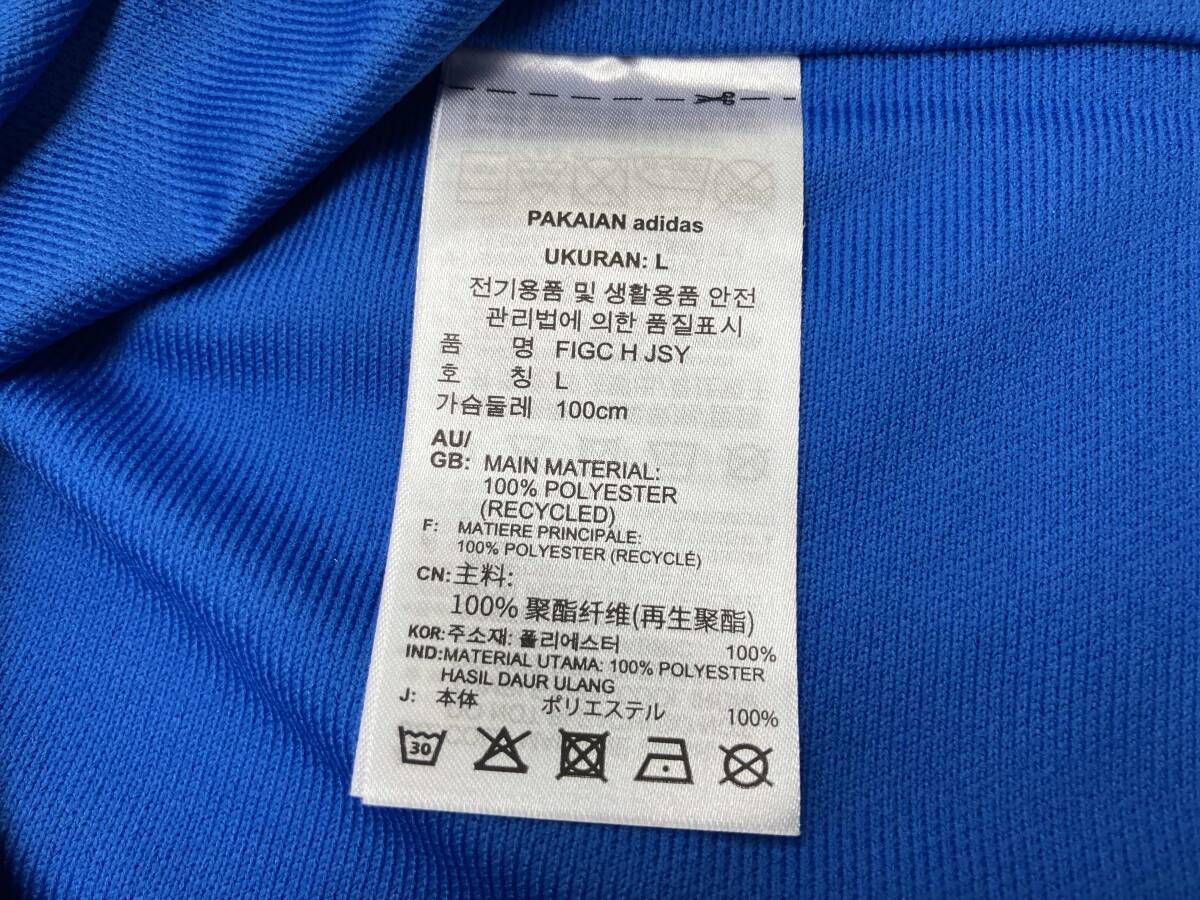 PAKAIAN adidas
UKURAN: L
전기용품 및 생활용품 안전
관리법에 의한 품질표시
품 명 FIGC H JSY
호 칭 L
가슴둘레 100cm
AU/
GB: MAIN MATERIAL:
100% POLYESTER
(RECYCLED)
F: MATIERE PRINCIPALE:
100% POLYESTER (RECYCLÉ)
CN: 主料:
100% 聚酯纤维(再生聚酯)
KOR: 주소재: 폴리에스터 100%
IND: MATERIAL UTAMA: 100% POLYESTER
HASIL DAUR ULANG
J: 本体 ポリエステル 100%
30